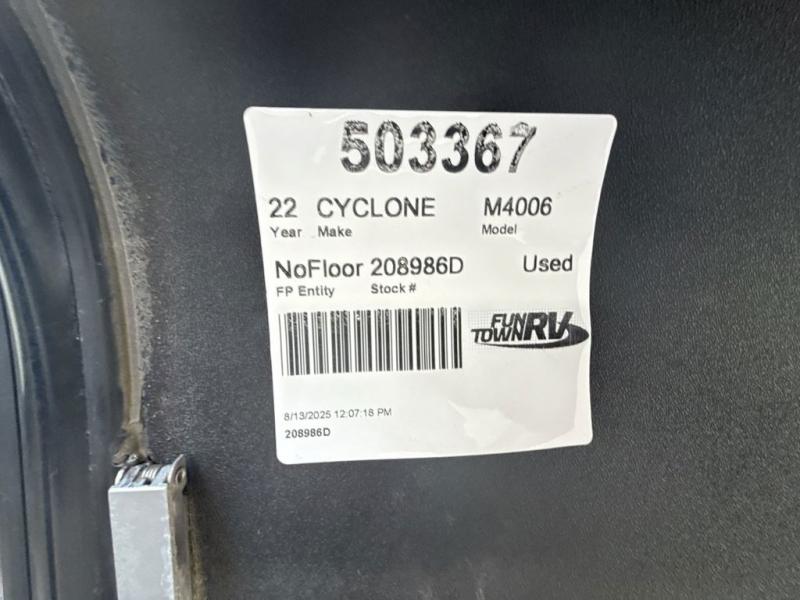 503367
22 CYCLONE M4006
Year Make Model
NoFloor 208986D Used
FP Entity Stock #
FUN TOWN RV
8/13/2025 12:07:18 PM
208986D